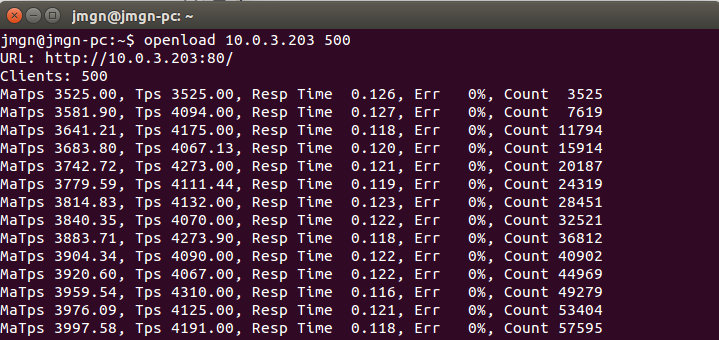 jmgn@jmgn-pc: ~
jmgn@jmgn-pc:~$ openload 10.0.3.203 500
URL: http://10.0.3.203:80/
Clients: 500
MaTps 3525.00, Tps 3525.00, Resp Time  0.126, Err   0%, Count  3525
MaTps 3581.90, Tps 4094.00, Resp Time  0.127, Err   0%, Count  7619
MaTps 3641.21, Tps 4175.00, Resp Time  0.118, Err   0%, Count 11794
MaTps 3683.80, Tps 4067.13, Resp Time  0.120, Err   0%, Count 15914
MaTps 3742.72, Tps 4273.00, Resp Time  0.121, Err   0%, Count 20187
MaTps 3779.59, Tps 4111.44, Resp Time  0.119, Err   0%, Count 24319
MaTps 3814.83, Tps 4132.00, Resp Time  0.123, Err   0%, Count 28451
MaTps 3840.35, Tps 4070.00, Resp Time  0.122, Err   0%, Count 32521
MaTps 3883.71, Tps 4273.90, Resp Time  0.118, Err   0%, Count 36812
MaTps 3904.34, Tps 4090.00, Resp Time  0.122, Err   0%, Count 40902
MaTps 3920.60, Tps 4067.00, Resp Time  0.122, Err   0%, Count 44969
MaTps 3959.54, Tps 4310.00, Resp Time  0.116, Err   0%, Count 49279
MaTps 3976.09, Tps 4125.00, Resp Time  0.121, Err   0%, Count 53404
MaTps 3997.58, Tps 4191.00, Resp Time  0.118, Err   0%, Count 57595